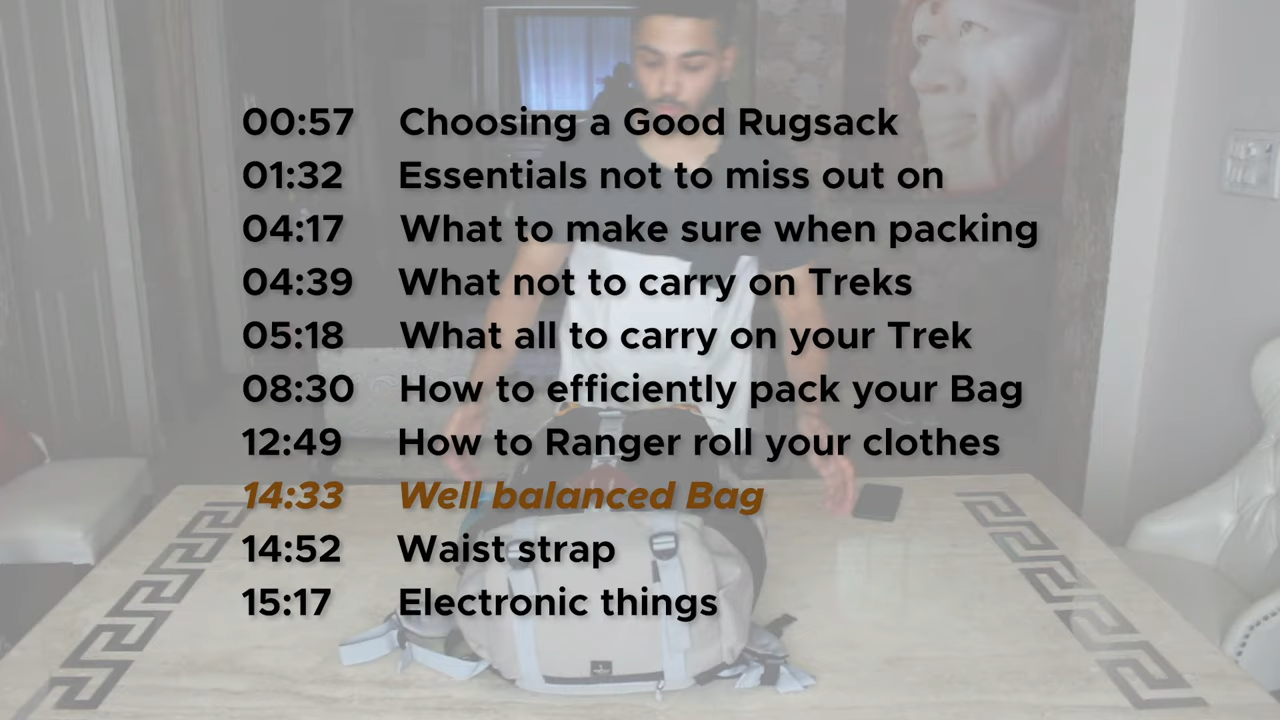 00:57 Choosing a Good Rugsack
01:32 Essentials not to miss out on
04:17 What to make sure when packing
04:39 What not to carry on Treks
05:18 What all to carry on your Trek
08:30 How to efficiently pack your Bag
12:49 How to Ranger roll your clothes
14:33 Well balanced Bag
14:52 Waist strap
15:17 Electronic things